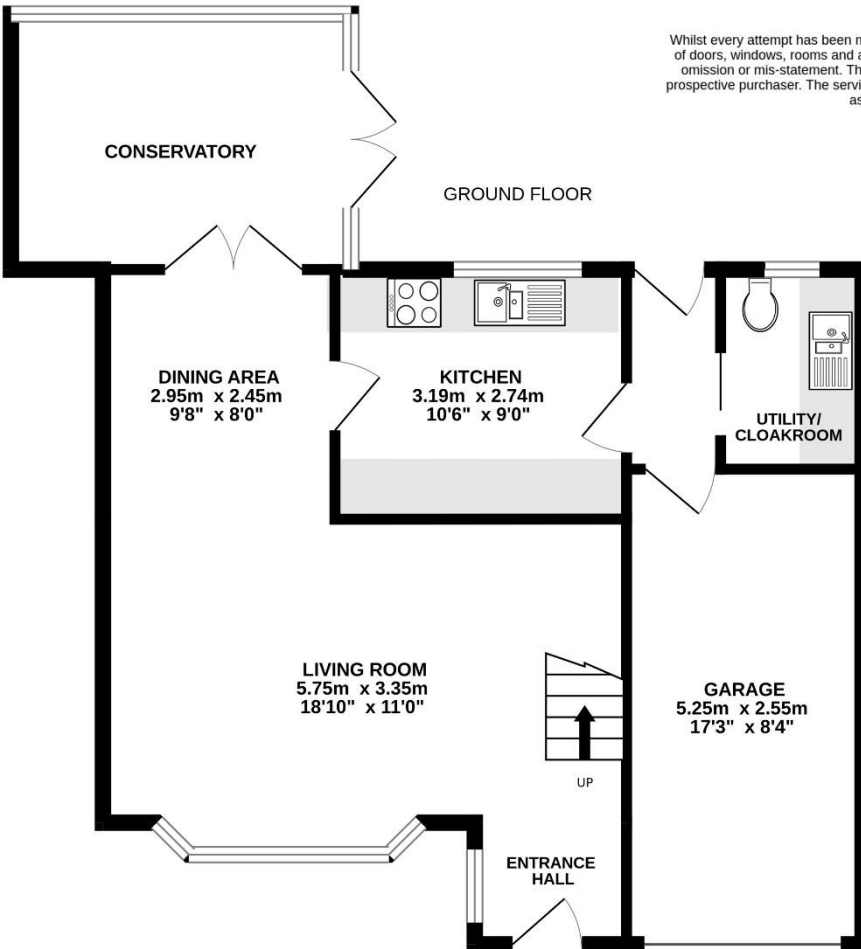 Whilst every attempt has been
of doors, windows, rooms and
omission or mis-statement.
prospective purchaser. The
as
CONSERVATORY
GROUND FLOOR
DINING AREA
2.95m x 2.45m
9'8" x 8'0"
KITCHEN
3.19m x 2.74m
10'6" x 9'0"
UTILITY/
CLOAKROOM
LIVING ROOM
5.75m x 3.35m
18'10" x 11'0"
GARAGE
5.25m x 2.55m
17'3" x 8'4"
UP
ENTRANCE
HALL